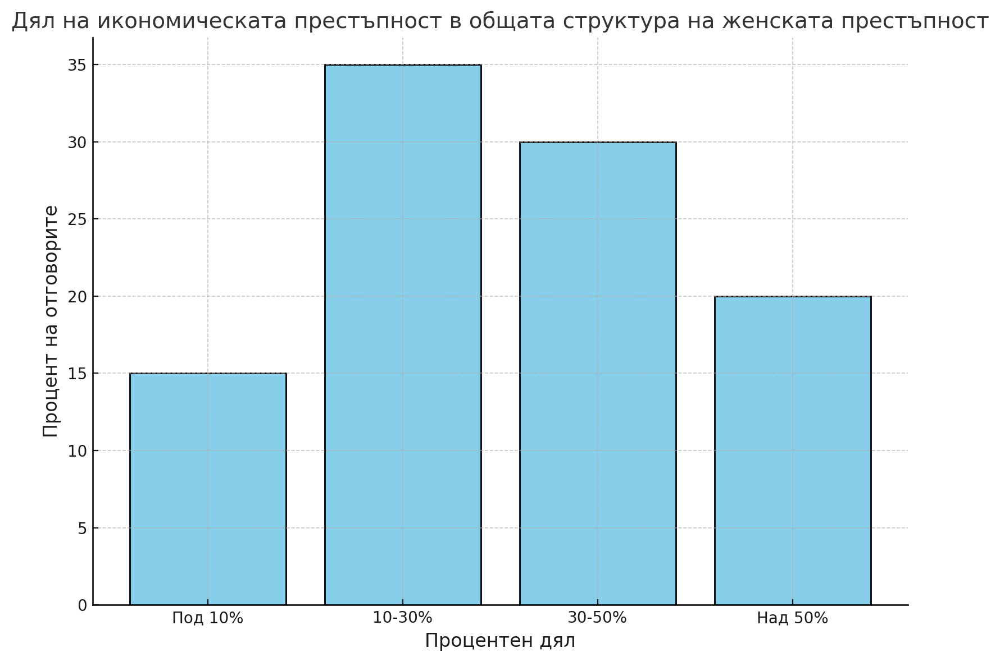 Дял на икономическата престъпност в общата структура на женската престъпност
Процент на отговорите
35
30
25
20
15
10
5
0
Под 10%
10-30%
30-50%
Над 50%
Процентен дял